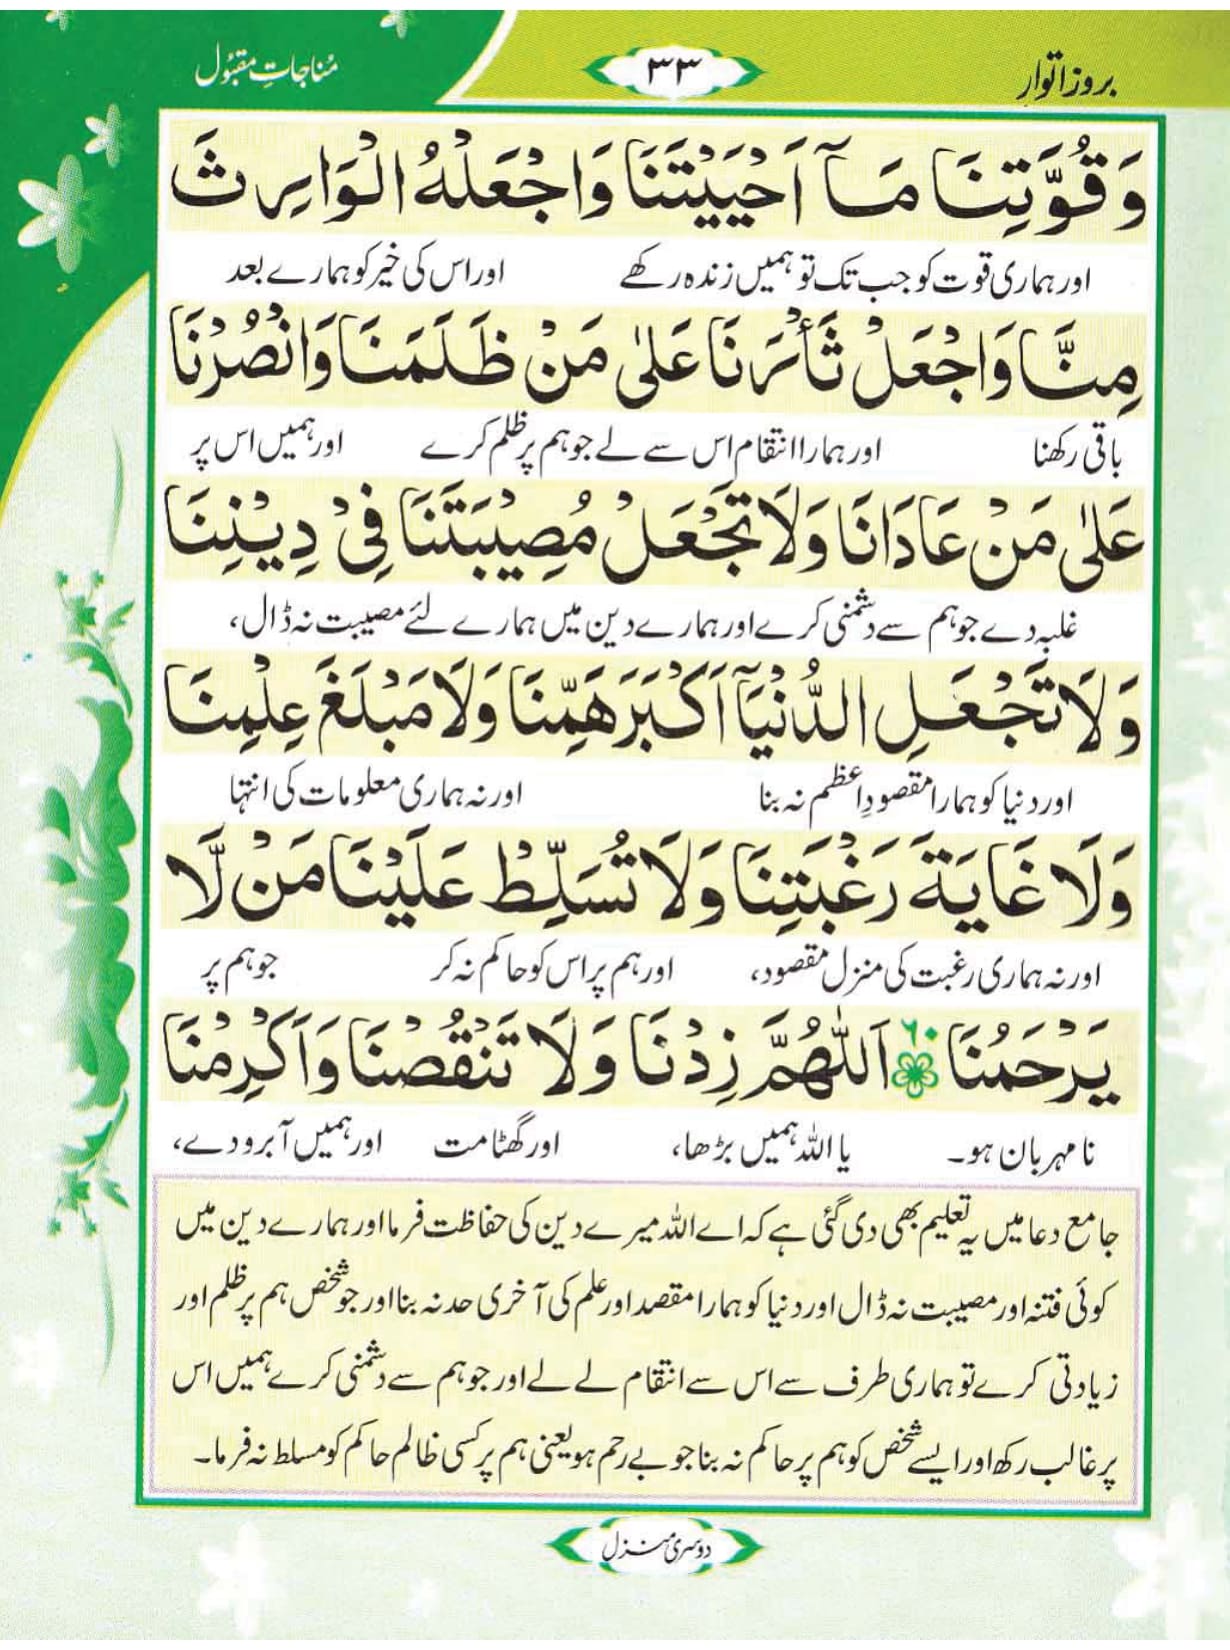 بروز اتوار
۳۳
مُناجاتِ مقبُول
وَقُوَّتِنَا مَآ اَحْيَيْتَنَا وَاجْعَلْهُ الْوَارِثَ
اور ہماری قوت کو جب تک تو ہمیں زندہ رکھے اور اس کی خیر کو ہمارے بعد
مِنَّا وَاجْعَلْ ثَأْرَنَا عَلٰى مَنْ ظَلَمَنَا وَانْصُرْنَا
باقی رکھنا اور ہمارا انتقام اس سے لے جو ہم پر ظلم کرے اور ہمیں اس پر
عَلٰى مَنْ عَادَانَا وَلَا تَجْعَلْ مُصِيْبَتَنَا فِىْ دِيْنِنَا
غلبہ دے جو ہم سے دشمنی کرے اور ہمارے دین میں ہمارے لئے مصیبت نہ ڈال،
وَلَا تَجْعَلِ الدُّنْيَآ اَكْبَرَ هَمِّنَا وَلَا مَبْلَغَ عِلْمِنَا
اور دنیا کو ہمارا مقصودِ اعظم نہ بنا اور نہ ہماری معلومات کی انتہا
وَلَا غَايَةَ رَغْبَتِنَا وَلَا تُسَلِّطْ عَلَيْنَا مَنْ لَّا
اور نہ ہماری رغبت کی منزل مقصود، اور ہم پر اس کو حاکم نہ کر جو ہم پر
يَرْحَمُنَا ۶۰ اَللّٰهُمَّ زِدْنَا وَلَا تَنْقُصْنَا وَاَكْرِمْنَا
نا مہربان ہو۔ یا اللہ ہمیں بڑھا، اور گھٹا مت اور ہمیں آبرو دے،
جامع دعا میں یہ تعلیم بھی دی گئی ہے کہ اے اللہ میرے دین کی حفاظت فرما اور ہمارے دین میں
کوئی فتنہ اور مصیبت نہ ڈال اور دنیا کو ہمارا مقصد اور علم کی آخری حد نہ بنا اور جو شخص ہم پر ظلم اور
زیادتی کرے تو ہماری طرف سے اس سے انتقام لے لے اور جو ہم سے دشمنی کرے ہمیں اس
پر غالب رکھ اور ایسے شخص کو ہم پر حاکم نہ بنا جو بے رحم ہو یعنی ہم پر کسی ظالم حاکم کو مسلط نہ فرما۔
دوسری منزل